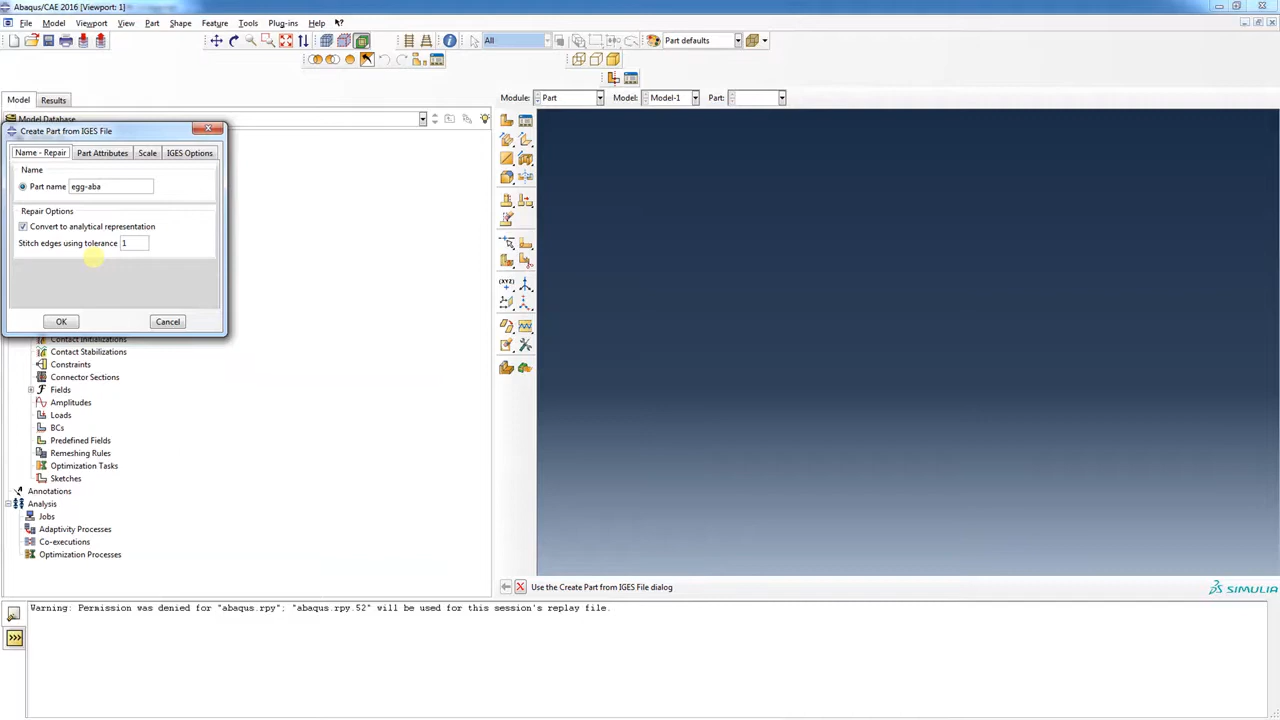 Abaqus/CAE 2016 [Viewport: 1]
File Model Viewport View Part Shape Feature Tools Plug-ins Help
All
Part defaults
Model Results
Module: Part Model: Model-1 Part:
Model Database
Create Part from IGES File
Name - Repair Part Attributes Scale IGES Options
Name
Part name egg-aba
Repair Options
Convert to analytical representation
Stitch edges using tolerance 1
OK Cancel
Contact Initializations
Contact Stabilizations
Constraints
Connector Sections
Fields
Amplitudes
Loads
BCs
Predefined Fields
Remeshing Rules
Optimization Tasks
Sketches
Annotations
Analysis
Jobs
Adaptivity Processes
Co-executions
Optimization Processes
(XYZ)
Use the Create Part from IGES File dialog
SIMULIA
Warning: Permission was denied for "abaqus.rpy"; "abaqus.rpy.52" will be used for this session's replay file.
>>>